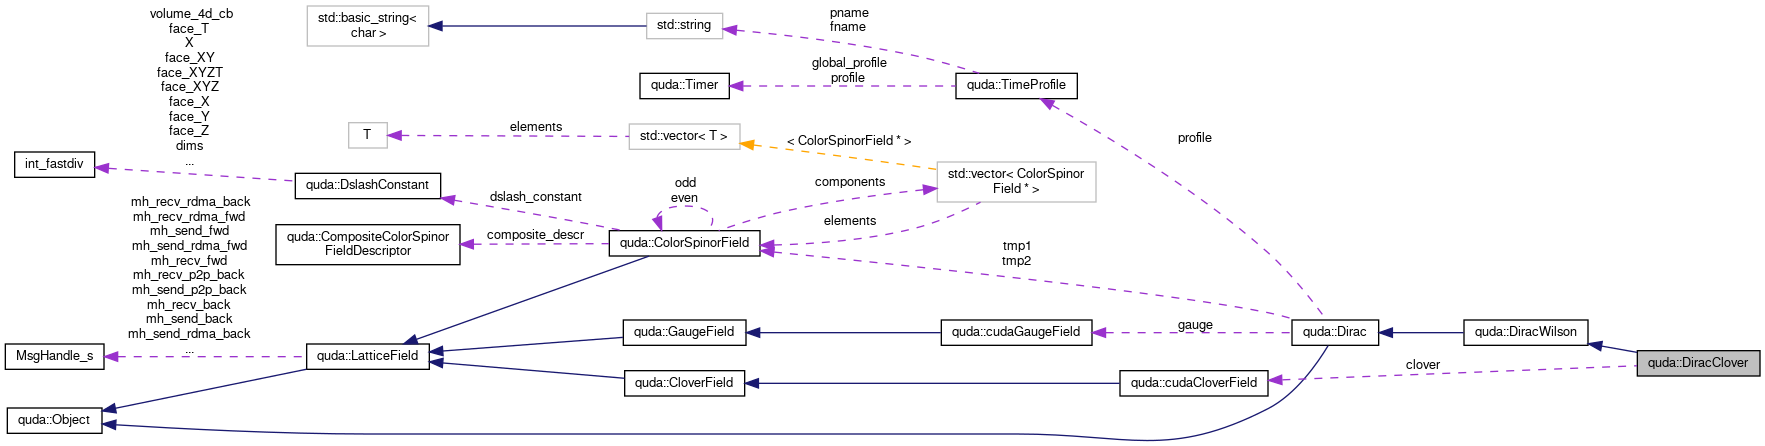 volume_4d_cb
face_T
X
face_XY
face_XYZT
face_XYZ
face_X
face_Y
face_Z
dims
...
std::basic_string<
char >
std::string
pname
fname
global_profile
profile
quda::Timer
quda::TimeProfile
T
elements
std::vector< T >
< ColorSpinorField * >
profile
int_fastdiv
quda::DslashConstant
dslash_constant
odd
even
components
elements
std::vector< ColorSpinor
Field * >
mh_recv_rdma_back
mh_recv_rdma_fwd
mh_send_fwd
mh_send_rdma_fwd
mh_recv_fwd
mh_recv_p2p_back
mh_send_p2p_back
mh_recv_back
mh_send_back
mh_send_rdma_back
...
quda::CompositeColorSpinor
FieldDescriptor
composite_descr
quda::ColorSpinorField
tmp1
tmp2
MsgHandle_s
quda::LatticeField
quda::GaugeField
quda::cudaGaugeField
gauge
quda::Dirac
quda::DiracWilson
quda::CloverField
quda::cudaCloverField
clover
quda::DiracClover
quda::Object